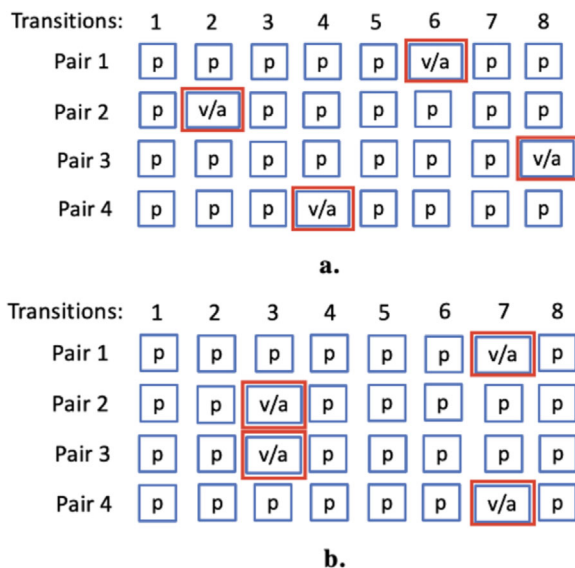 Transitions: 1 2 3 4 5 6 7 8
Pair 1 p p p p p v/a p p
Pair 2 p v/a p p p p p p
Pair 3 p p p p p p p v/a
Pair 4 p p p v/a p p p p
a.
Transitions: 1 2 3 4 5 6 7 8
Pair 1 p p p p p p v/a p
Pair 2 p p v/a p p p p p
Pair 3 p p v/a p p p p p
Pair 4 p p p p p p v/a p
b.